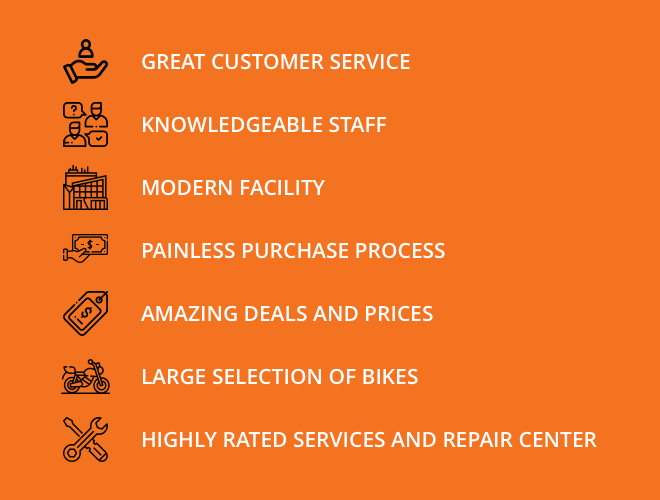 GREAT CUSTOMER SERVICE
KNOWLEDGEABLE STAFF
MODERN FACILITY
PAINLESS PURCHASE PROCESS
AMAZING DEALS AND PRICES
LARGE SELECTION OF BIKES
HIGHLY RATED SERVICES AND REPAIR CENTER